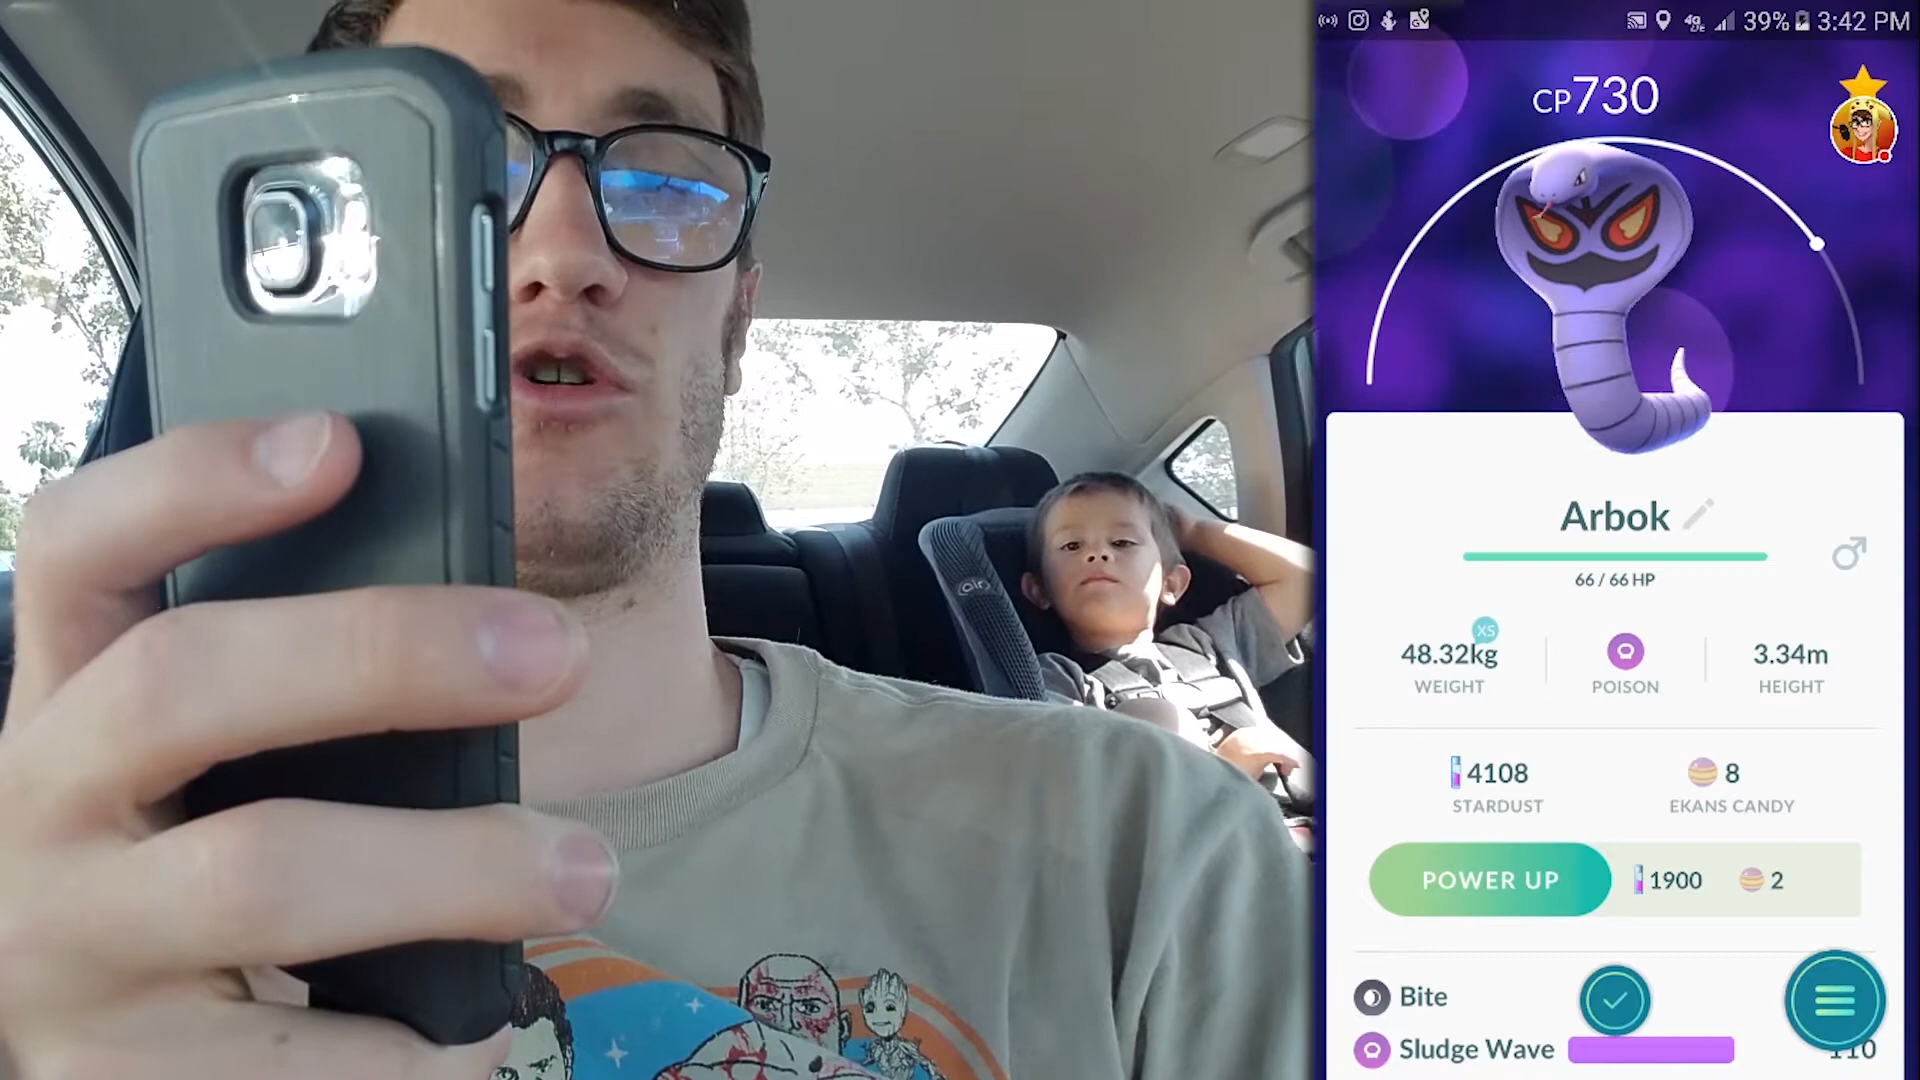 39% 3:42 PM
CP730
Arbok
66 / 66 HP
XS
48.32kg
WEIGHT
POISON
3.34m
HEIGHT
4108
STARDUST
8
EKANS CANDY
POWER UP
1900
2
Bite
Sludge Wave
110
air